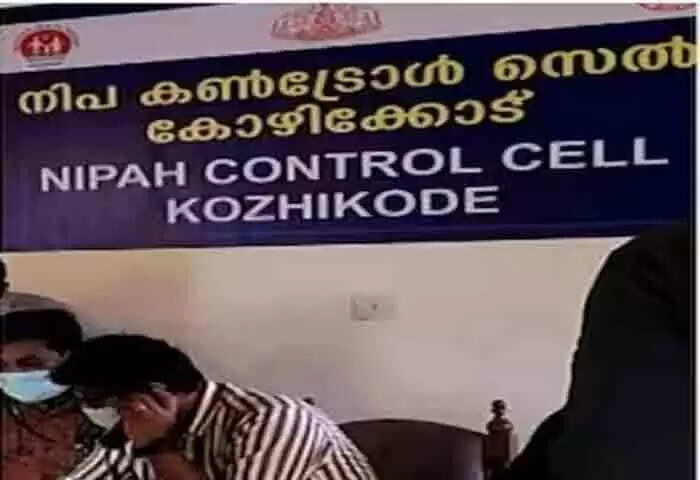 നിപ കൺട്രോൾ സെൽ
കോഴിക്കോട്
NIPAH CONTROL CELL
KOZHIKODE